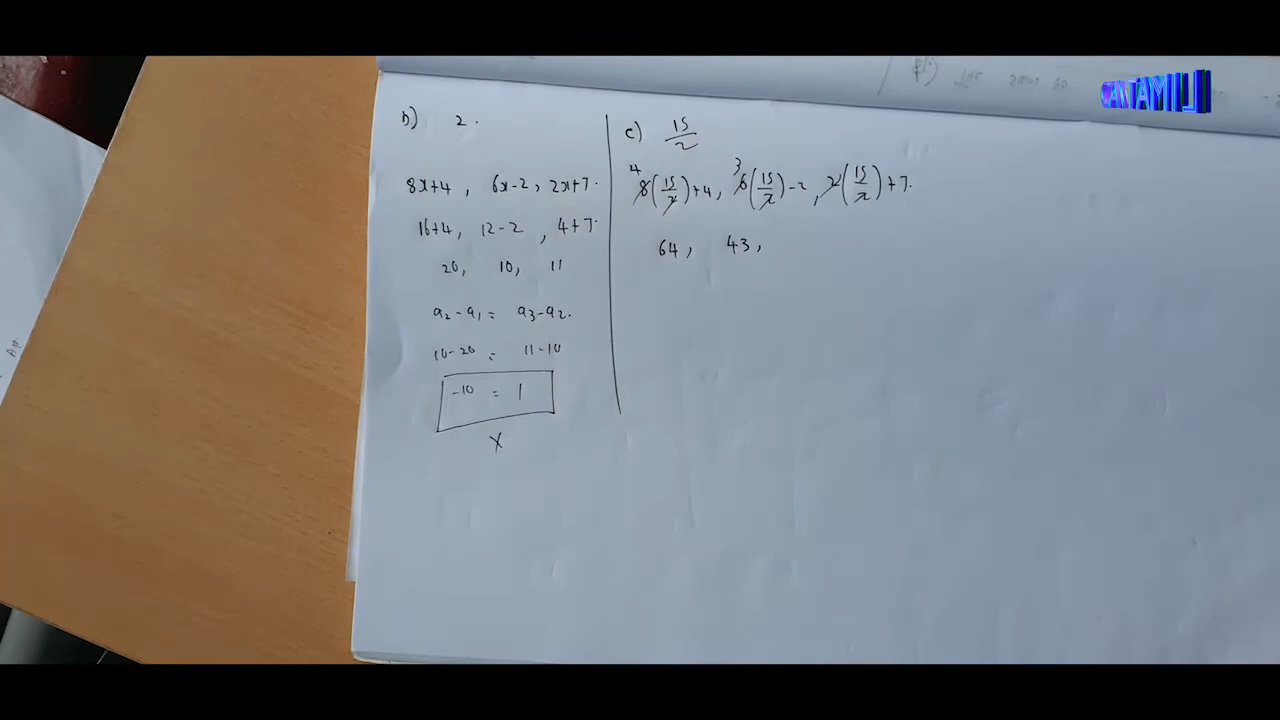 b) 2.
8x+4, 6x-2, 2x+7.
16+4, 12-2, 4+7.
20, 10, 11
a₂-a₁ = a₃-a₂.
10-20 = 11-10
-10 = 1
X
c) 15/2
4 8(15/2)+4, 3 6(15/2)-2, 2(15/2)+7.
64, 43,